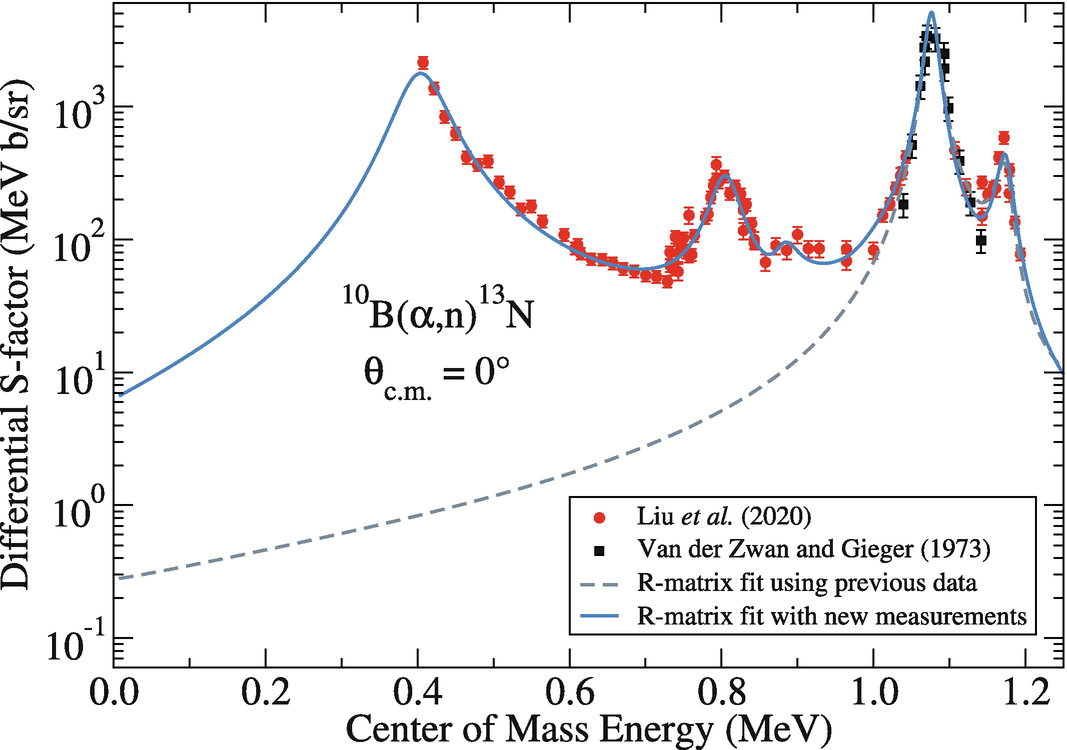 Differential S-factor (MeV b/sr)
10³
10²
10¹
10⁰
10⁻¹
¹⁰B(α,n)¹³N
θc.m. = 0°
Liu et al. (2020)
Van der Zwan and Gieger (1973)
R-matrix fit using previous data
R-matrix fit with new measurements
0.0 0.2 0.4 0.6 0.8 1.0 1.2
Center of Mass Energy (MeV)